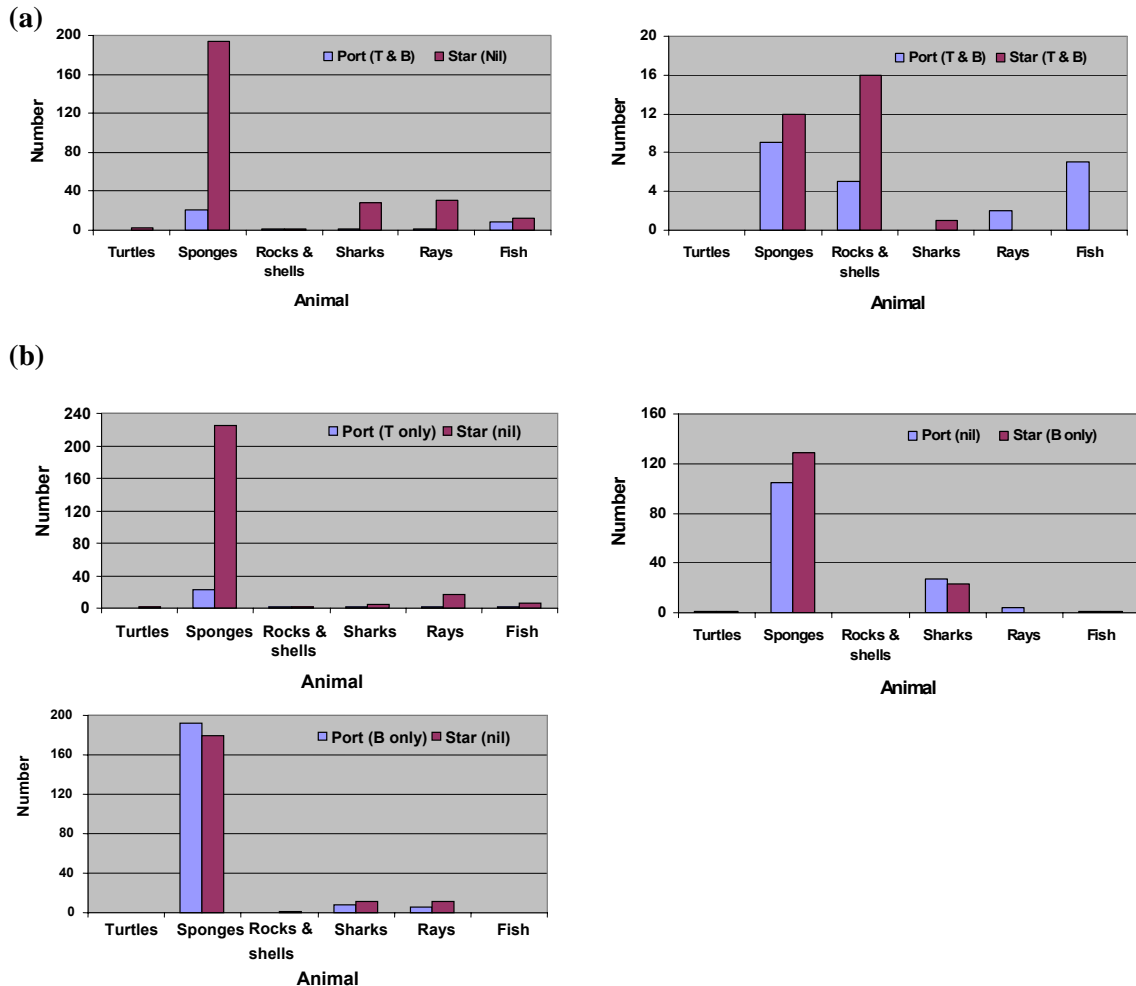 (a)
200
160
120
80
40
0
Number
Port (T & B) Star (Nil)
Turtles Sponges Rocks & Sharks Rays Fish
shells
Animal
20
16
12
8
4
0
Number
Port (T & B) Star (T & B)
Turtles Sponges Rocks & Sharks Rays Fish
shells
Animal
(b)
240
200
160
120
80
40
0
Number
Port (T only) Star (nil)
Turtles Sponges Rocks & Sharks Rays Fish
shells
Animal
160
120
80
40
0
Number
Port (nil) Star (B only)
Turtles Sponges Rocks & Sharks Rays Fish
shells
Animal
200
160
120
80
40
0
Number
Port (B only) Star (nil)
Turtles Sponges Rocks & Sharks Rays Fish
shells
Animal